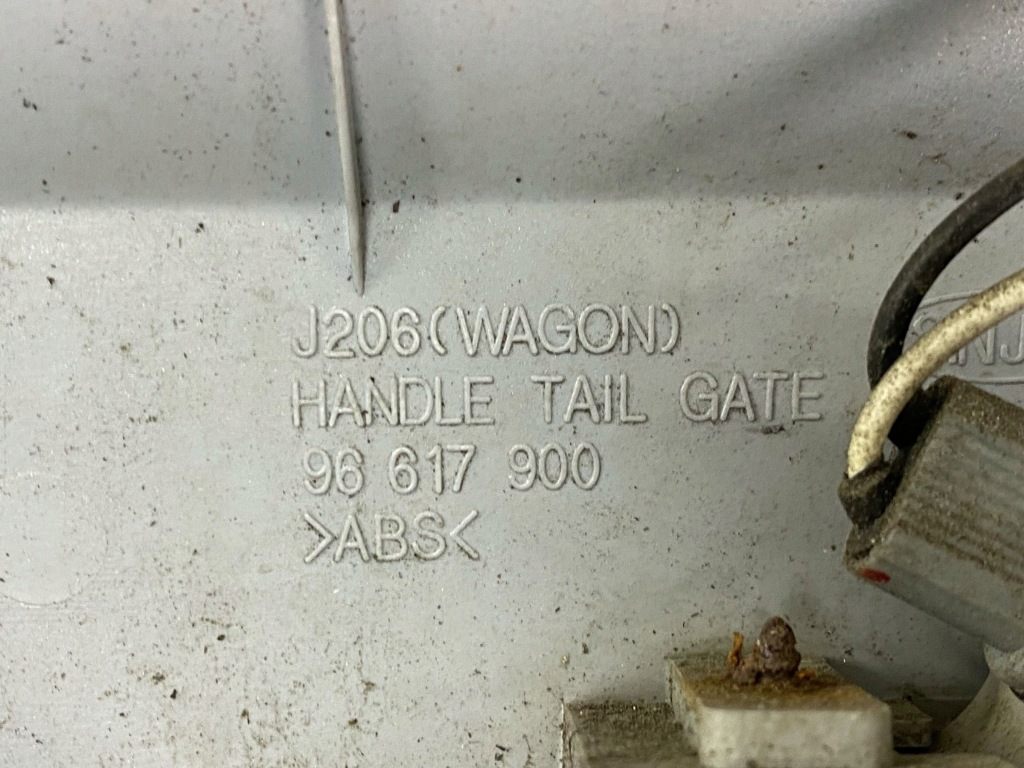 J206(WAGON)
HANDLE TAIL GATE
96 617 900
>ABS<